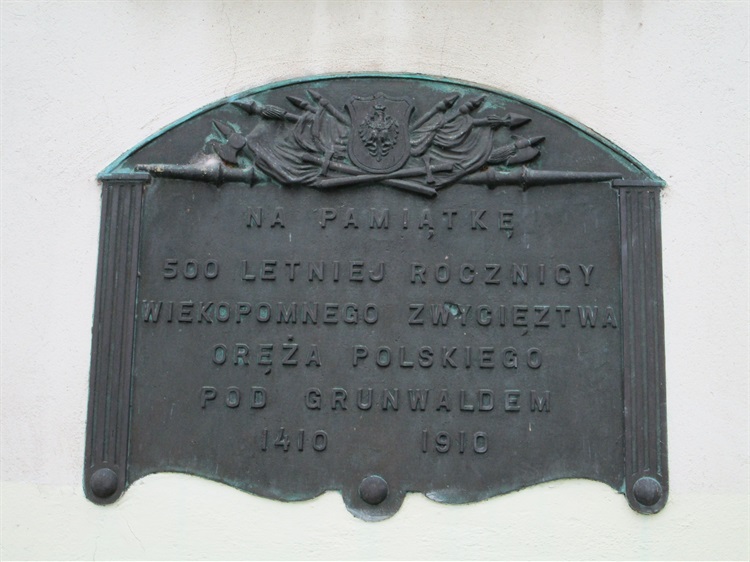 NA PAMIĄTKĘ
500 LETNIEJ ROCZNICY
WIEKOPOMNEGO ZWYCIĘZTWA
ORĘŻA POLSKIEGO
POD GRUNWALDEM
1410 1910